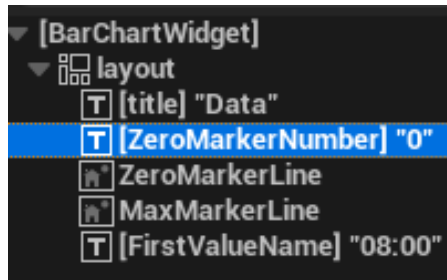 [BarChartWidget]
layout
[title] "Data"
[ZeroMarkerNumber] "0"
ZeroMarkerLine
MaxMarkerLine
[FirstValueName] "08:00"